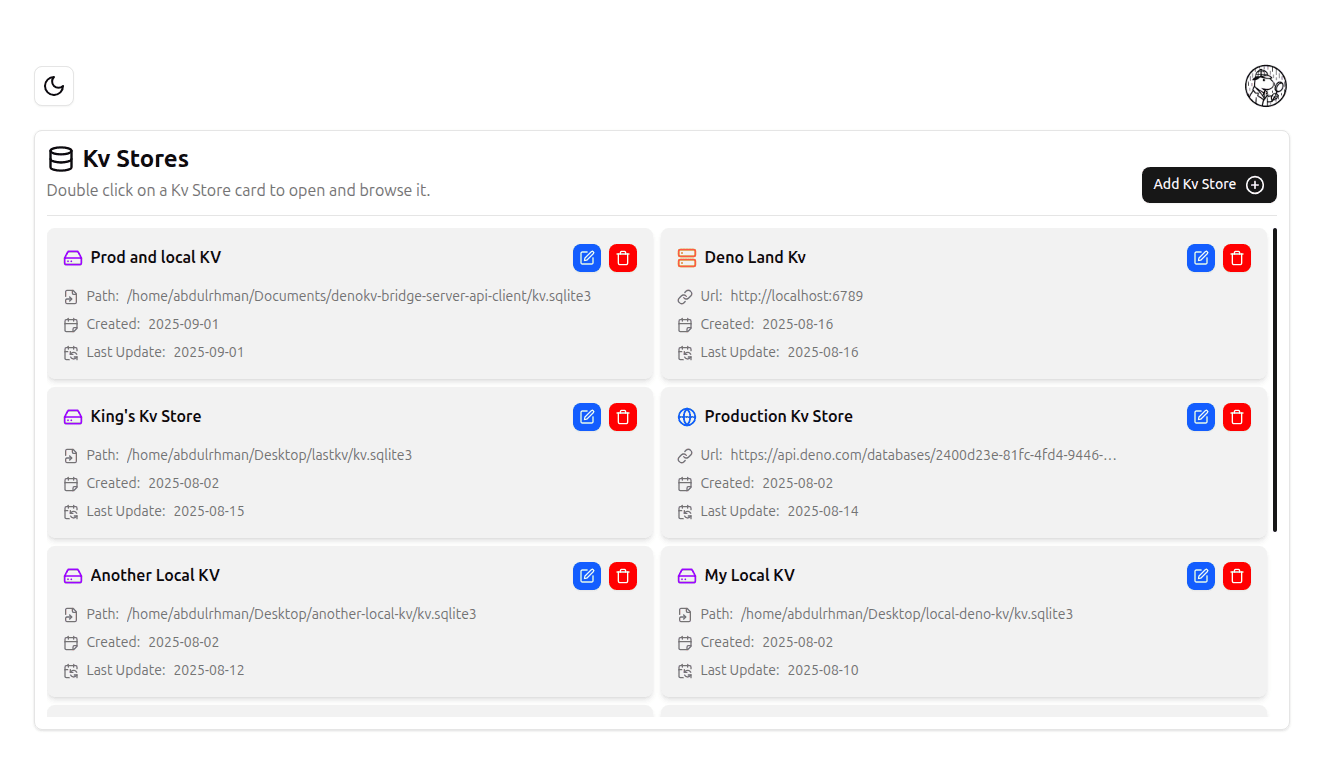 Kv Stores
Double click on a Kv Store card to open and browse it.
Add Kv Store
Prod and local KV
Path: /home/abdulrhman/Documents/denokv-bridge-server-api-client/kv.sqlite3
Created: 2025-09-01
Last Update: 2025-09-01
Deno Land Kv
Url: http://localhost:6789
Created: 2025-08-16
Last Update: 2025-08-16
King's Kv Store
Path: /home/abdulrhman/Desktop/lastkv/kv.sqlite3
Created: 2025-08-02
Last Update: 2025-08-15
Production Kv Store
Url: https://api.deno.com/databases/2400d23e-81fc-4fd4-9446-…
Created: 2025-08-02
Last Update: 2025-08-14
Another Local KV
Path: /home/abdulrhman/Desktop/another-local-kv/kv.sqlite3
Created: 2025-08-02
Last Update: 2025-08-12
My Local KV
Path: /home/abdulrhman/Desktop/local-deno-kv/kv.sqlite3
Created: 2025-08-02
Last Update: 2025-08-10